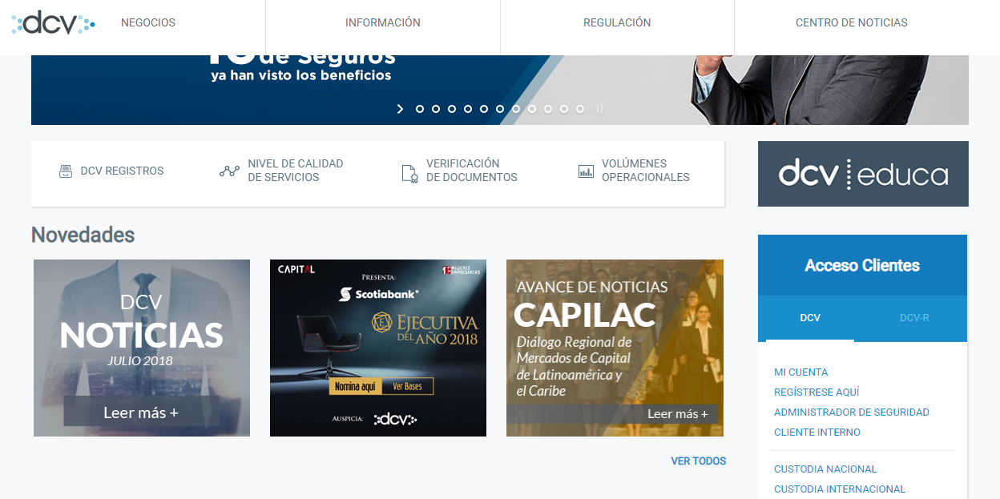 dcv
NEGOCIOS
INFORMACIÓN
REGULACIÓN
CENTRO DE NOTICIAS
de Seguros
ya han visto los beneficios
DCV REGISTROS
NIVEL DE CALIDAD
DE SERVICIOS
VERIFICACIÓN
DE DOCUMENTOS
VOLÚMENES
OPERACIONALES
dcv educa
Novedades
DCV
NOTICIAS
JULIO 2018
Leer más +
CAPITAL
MUJERES
EMPRESARIAS
PRESENTA:
Scotiabank
EJECUTIVA
DEL AÑO 2018
Nomina aquí
Ver Bases
AUSPICIA: dcv
AVANCE DE NOTICIAS
CAPILAC
Diálogo Regional de
Mercados de Capital
de Latinoamérica y
el Caribe
Leer más +
VER TODOS
Acceso Clientes
DCV
DCV-R
MI CUENTA
REGÍSTRESE AQUÍ
ADMINISTRADOR DE SEGURIDAD
CLIENTE INTERNO
CUSTODIA NACIONAL
CUSTODIA INTERNACIONAL